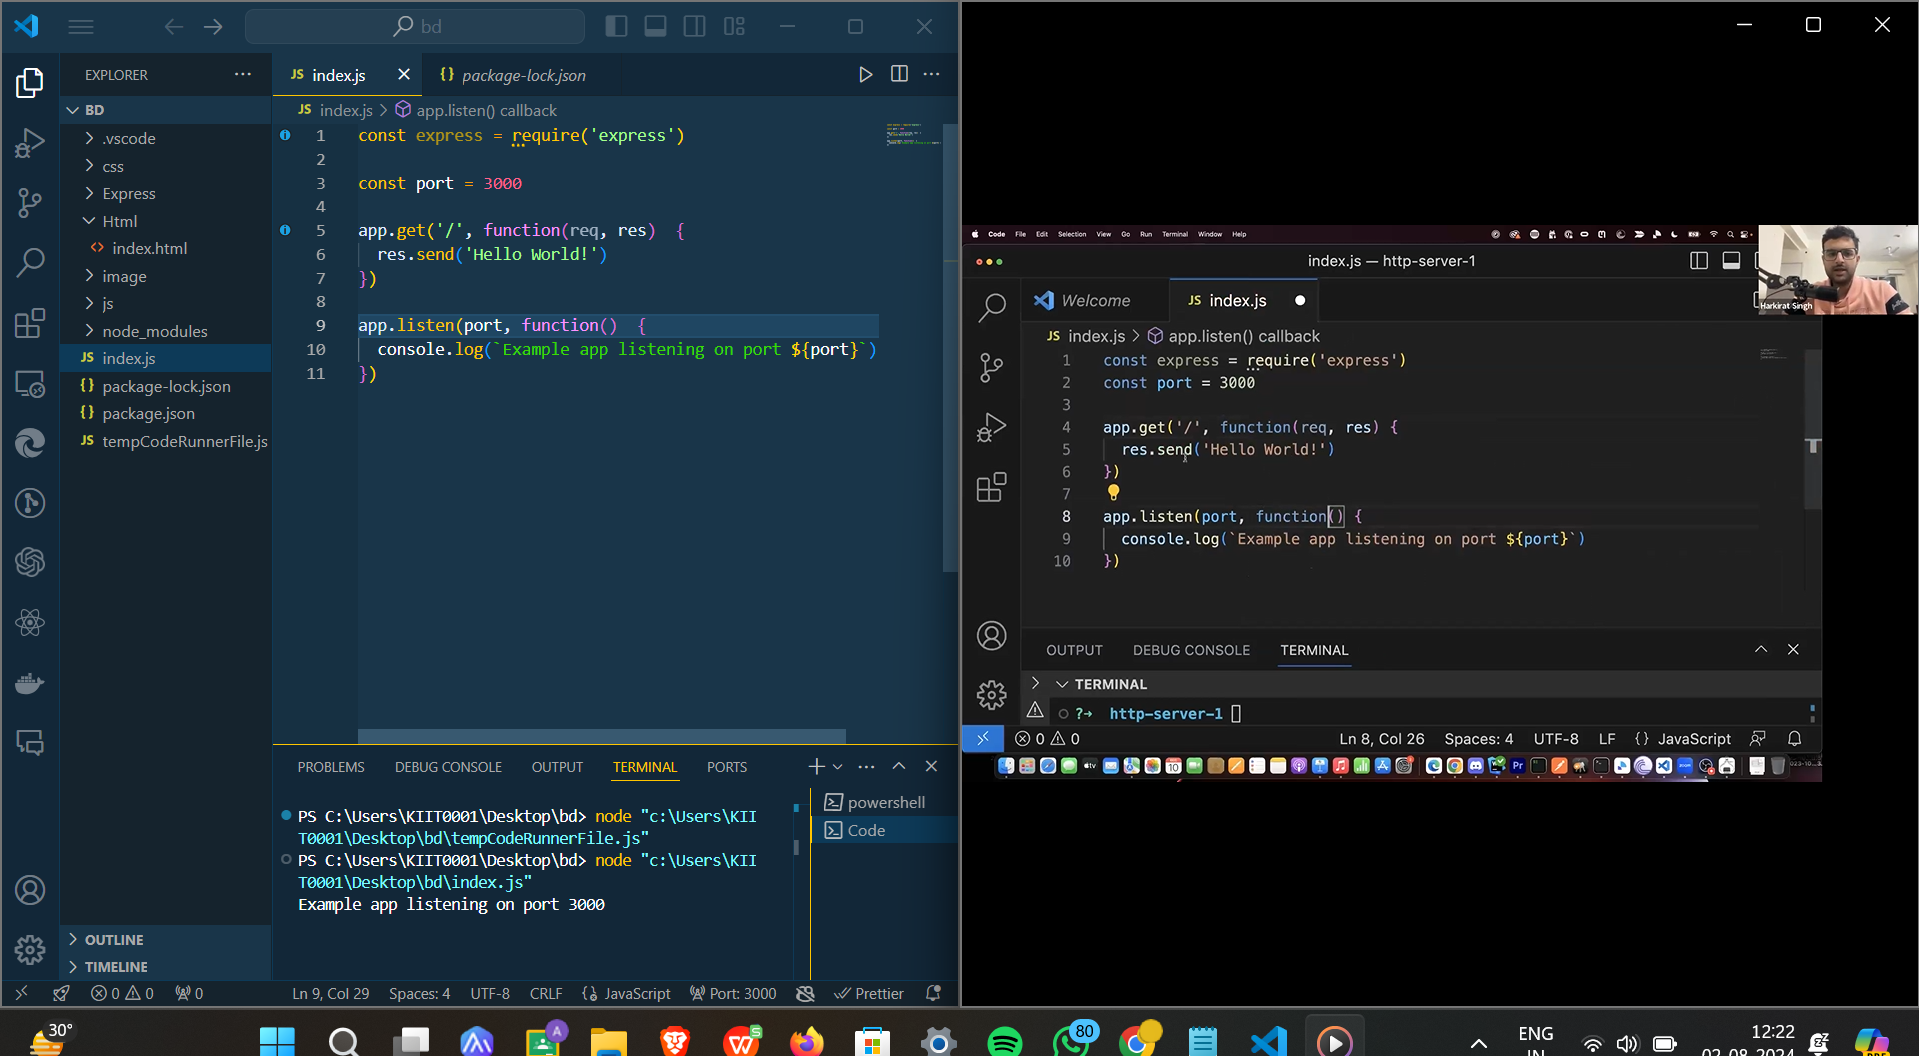 bd
EXPLORER
BD
.vscode
css
Express
Html
index.html
image
js
node_modules
index.js
package-lock.json
package.json
tempCodeRunnerFile.js
OUTLINE
TIMELINE
JS index.js
{} package-lock.json
JS index.js > app.listen() callback
1 const express = require('express')
2
3 const port = 3000
4
5 app.get('/', function(req, res)  {
6 res.send('Hello World!')
7 })
8
9 app.listen(port, function()  {
10 console.log(`Example app listening on port ${port}`)
11 })
PROBLEMS DEBUG CONSOLE OUTPUT TERMINAL PORTS
PS C:\Users\KIIT0001\Desktop\bd> node "c:\Users\KII
T0001\Desktop\bd\tempCodeRunnerFile.js"
PS C:\Users\KIIT0001\Desktop\bd> node "c:\Users\KII
T0001\Desktop\bd\index.js"
Example app listening on port 3000
powershell
Code
0 0 0 Ln 9, Col 29 Spaces: 4 UTF-8 CRLF {} JavaScript Port: 3000 Prettier
Code File Edit Selection View Go Run Terminal Window Help
index.js — http-server-1
Harkirat Singh
Welcome
JS index.js
JS index.js > app.listen() callback
1 const express = require('express')
2 const port = 3000
3
4 app.get('/', function(req, res) {
5 res.send('Hello World!')
6 })
7
8 app.listen(port, function() {
9 console.log(`Example app listening on port ${port}`)
10 })
OUTPUT DEBUG CONSOLE TERMINAL
TERMINAL
?→ http-server-1
0 0 Ln 8, Col 26 Spaces: 4 UTF-8 LF {} JavaScript
30°
A
S
80
ENG
IN
12:22
02-08-2024